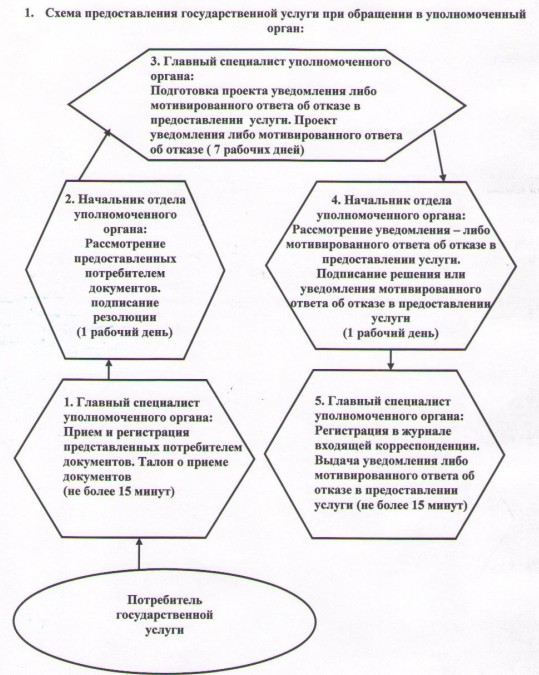 1. Схема предоставления государственной услуги при обращении в уполномоченный
орган:
3. Главный специалист уполномоченного
органа:
Подготовка проекта уведомления либо
мотивированного ответа об отказе в
предоставлении услуги. Проект
уведомления либо мотивированного ответа
об отказе ( 7 рабочих дней)
2. Начальник отдела
уполномоченного
органа:
Рассмотрение
предоставленных
потребителем
документов.
подписание
резолюции
(1 рабочий день)
4. Начальник отдела
уполномоченного органа:
Рассмотрение уведомления – либо
мотивированного ответа об отказе в
предоставлении услуги.
Подписание решения или
уведомления мотивированного
ответа об отказе в предоставлении
услуги
(1 рабочий день)
1. Главный специалист
уполномоченного органа:
Прием и регистрация
представленных потребителем
документов. Талон о приеме
документов
(не более 15 минут)
5. Главный специалист
уполномоченного органа:
Регистрация в журнале
входящей корреспонденции.
Выдача уведомления либо
мотивированного ответа об
отказе в предоставлении
услуги (не более 15 минут)
Потребитель
государственной
услуги